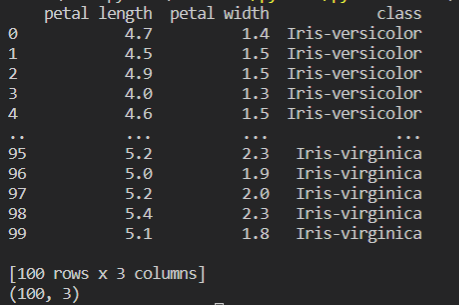 petal length petal width class
0 4.7 1.4 Iris-versicolor
1 4.5 1.5 Iris-versicolor
2 4.9 1.5 Iris-versicolor
3 4.0 1.3 Iris-versicolor
4 4.6 1.5 Iris-versicolor
.. ... ... ...
95 5.2 2.3 Iris-virginica
96 5.0 1.9 Iris-virginica
97 5.2 2.0 Iris-virginica
98 5.4 2.3 Iris-virginica
99 5.1 1.8 Iris-virginica
[100 rows x 3 columns]
(100, 3)